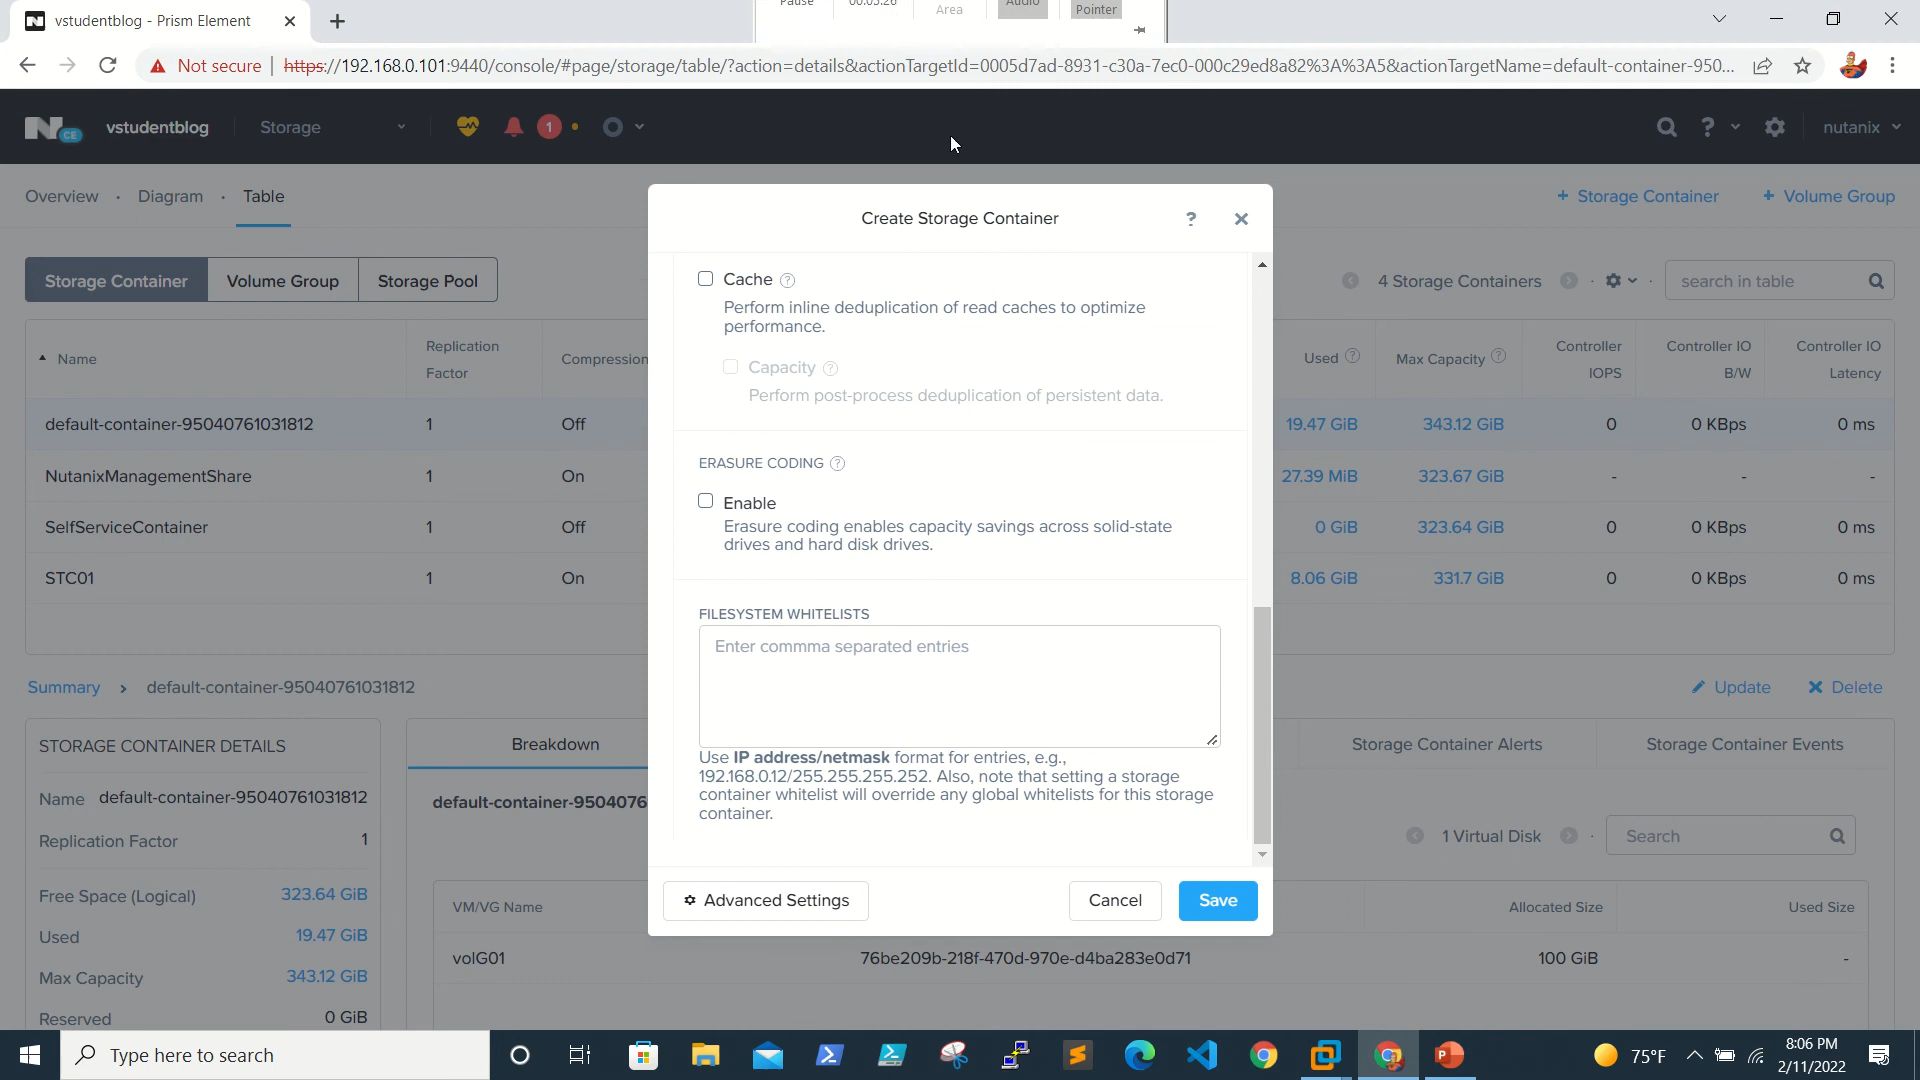 vstudentblog - Prism Element
Pause
00:05:26
Area
Audio
Pointer
Not secure
https://192.168.0.101:9440/console/#page/storage/table/?action=details&actionTargetId=0005d7ad-8931-c30a-7ec0-000c29ed8a82%3A%3A5&actionTargetName=default-container-950...
N CE
vstudentblog
Storage
1
?
nutanix
Overview · Diagram · Table
+ Storage Container
+ Volume Group
Create Storage Container
?
Storage Container
Volume Group
Storage Pool
4 Storage Containers
search in table
Cache ?
Perform inline deduplication of read caches to optimize
performance.
Capacity ?
Perform post-process deduplication of persistent data.
Name
Replication
Factor
Compression
Used ?
Max Capacity ?
Controller
IOPS
Controller IO
B/W
Controller IO
Latency
default-container-95040761031812 1 Off 19.47 GiB 343.12 GiB 0 0 KBps 0 ms
NutanixManagementShare 1 On 27.39 MiB 323.67 GiB - - -
SelfServiceContainer 1 Off 0 GiB 323.64 GiB 0 0 KBps 0 ms
STC01 1 On 8.06 GiB 331.7 GiB 0 0 KBps 0 ms
ERASURE CODING ?
Enable
Erasure coding enables capacity savings across solid-state
drives and hard disk drives.
FILESYSTEM WHITELISTS
Enter commma separated entries
Use IP address/netmask format for entries, e.g.,
192.168.0.12/255.255.255.252. Also, note that setting a storage
container whitelist will override any global whitelists for this storage
container.
Advanced Settings
Cancel
Save
Summary > default-container-95040761031812
Update
Delete
STORAGE CONTAINER DETAILS
Name default-container-95040761031812
Replication Factor 1
Free Space (Logical) 323.64 GiB
Used 19.47 GiB
Max Capacity 343.12 GiB
Reserved 0 GiB
Breakdown
Storage Container Alerts
Storage Container Events
default-container-9504076
1 Virtual Disk
Search
VM/VG Name
Allocated Size
Used Size
volG01
76be209b-218f-470d-970e-d4ba283e0d71
100 GiB
-
Type here to search
75°F
8:06 PM
2/11/2022